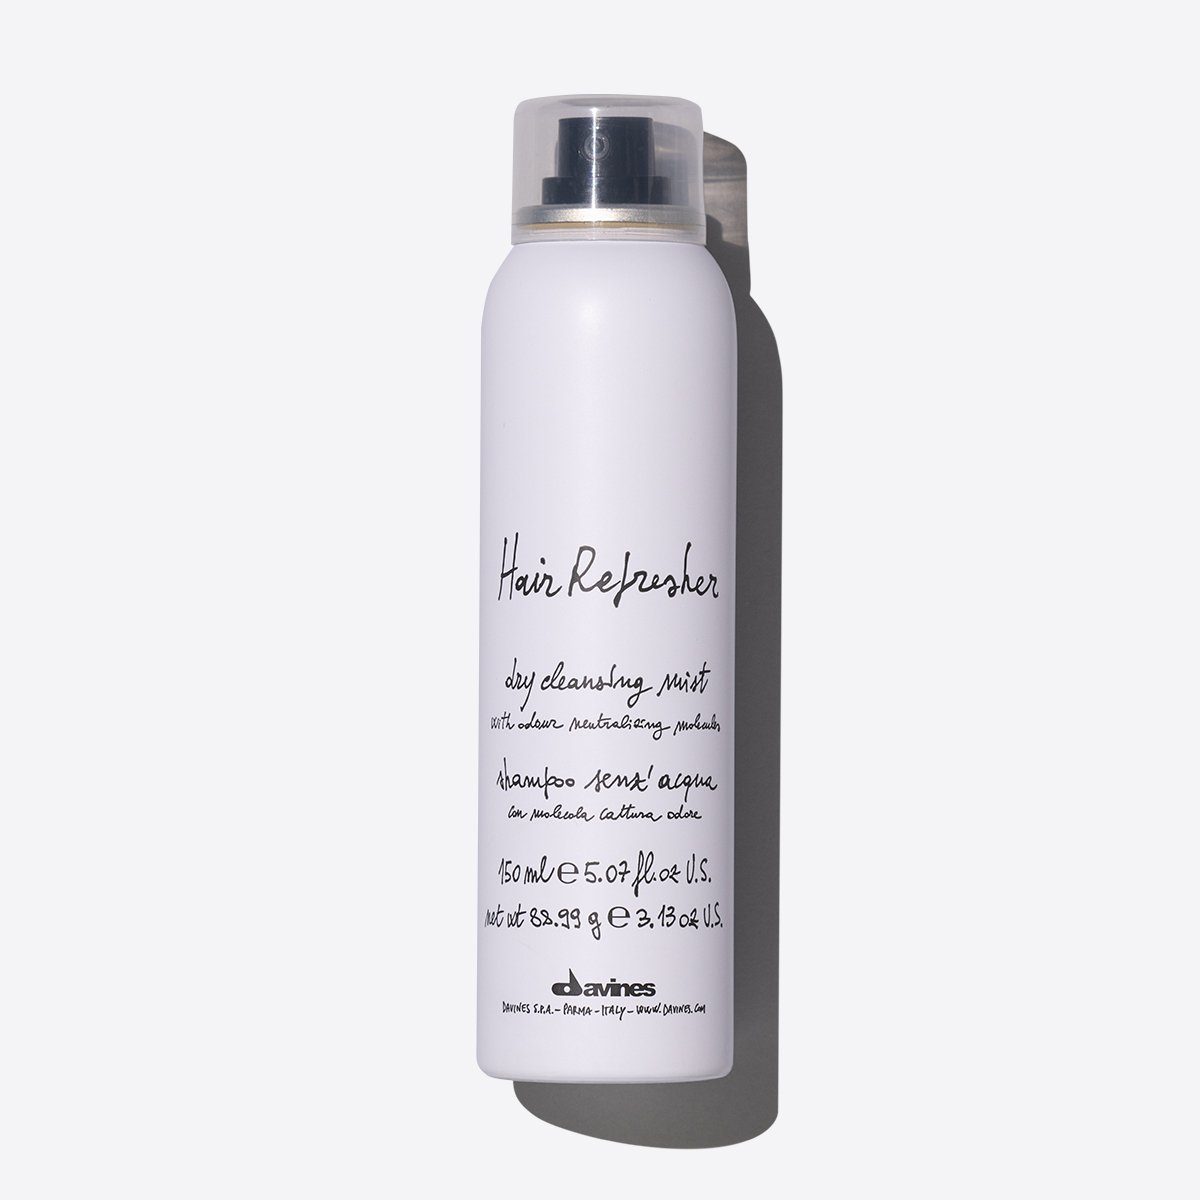 Hair Refresher
dry cleansing mist
with odour neutralizing molecules
shampoo senz' acqua
con molecola cattura odore
150 ml ℮ 5.07 fl.oz U.S.
net wt 88.99 g ℮ 3.13 oz U.S.
davines
DAVINES S.P.A. – PARMA – ITALY – WWW.DAVINES.COM